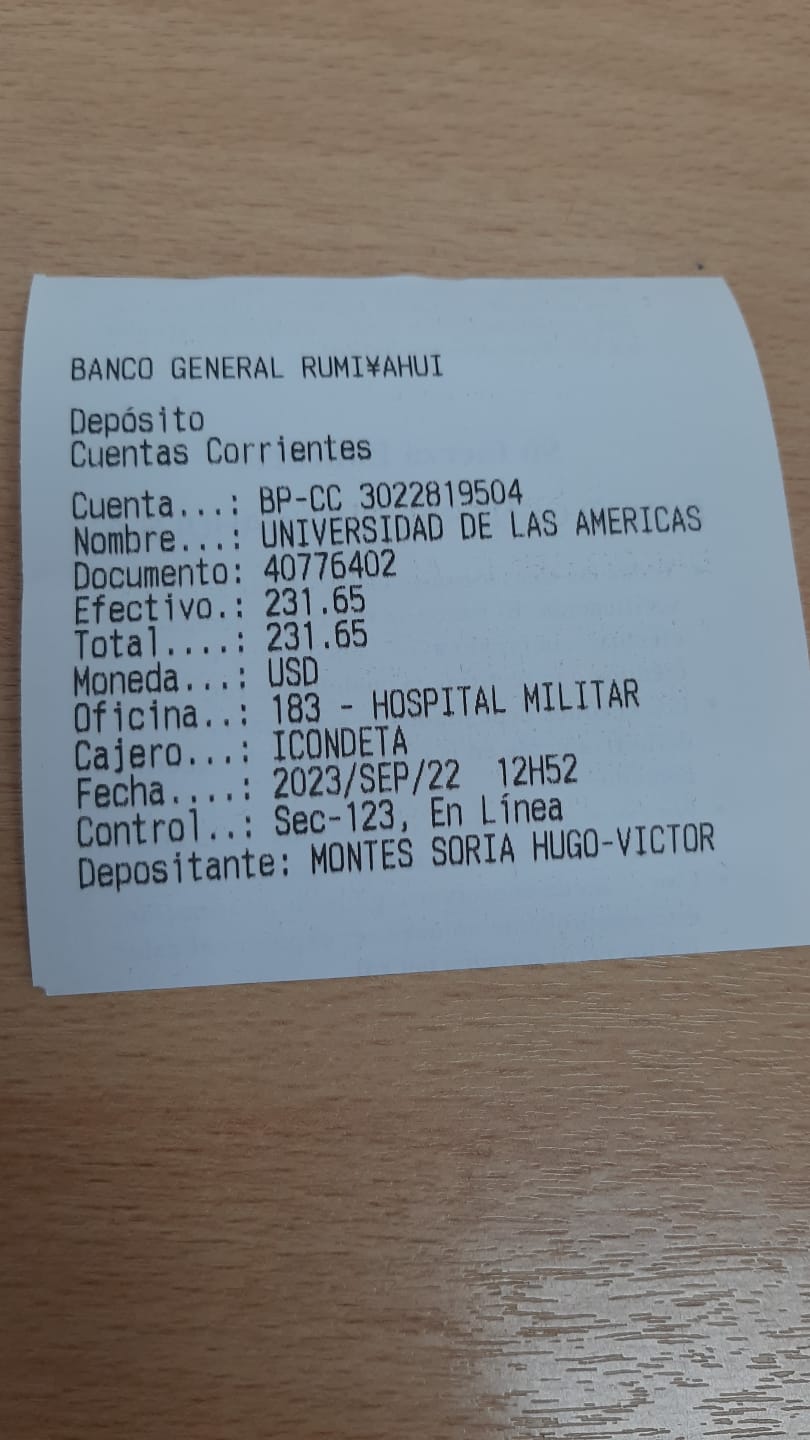 BANCO GENERAL RUMI¥AHUI
Depósito
Cuentas Corrientes
Cuenta...: BP-CC 3022819504
Nombre...: UNIVERSIDAD DE LAS AMERICAS
Documento: 40776402
Efectivo.: 231.65
Total....: 231.65
Moneda...: USD
Oficina..: 183 - HOSPITAL MILITAR
Cajero...: ICONDETA
Fecha....: 2023/SEP/22  12H52
Control..: Sec-123, En Línea
Depositante: MONTES SORIA HUGO-VICTOR